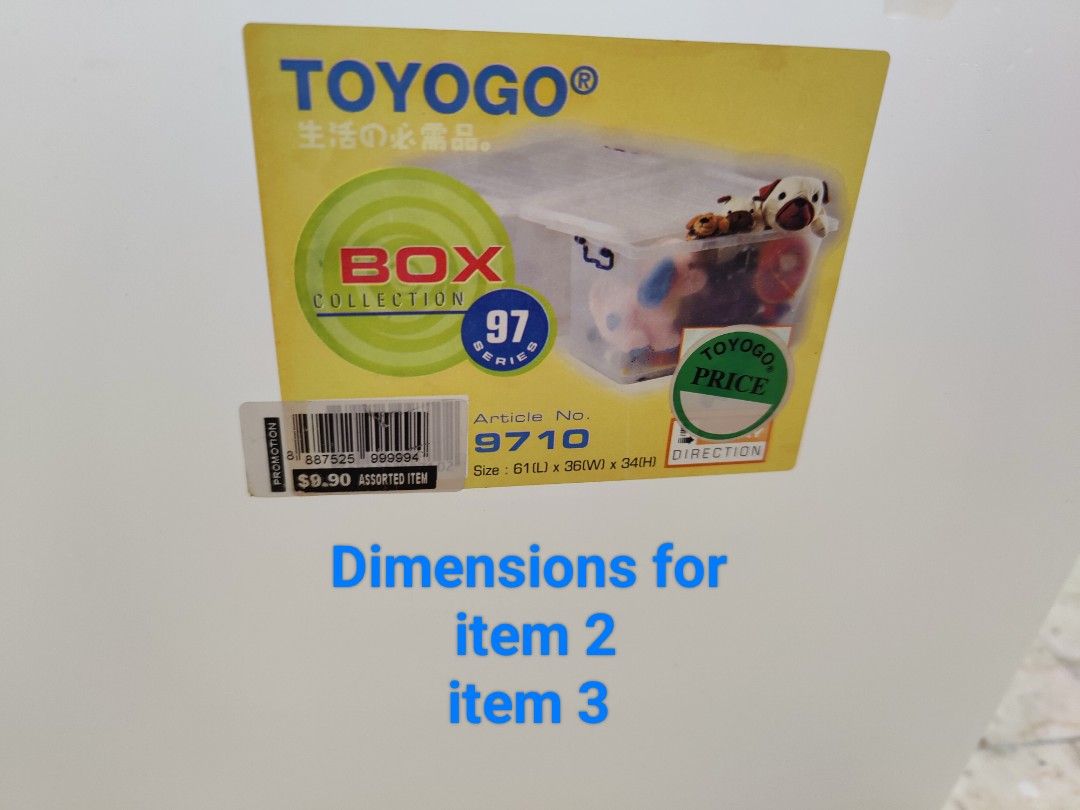 TOYOGO®
生活の必需品。
BOX
COLLECTION
97
SERIES
TOYOGO®
PRICE
Article No.
9710
Size : 61(L) x 36(W) x 34(H)
DIRECTION
PROMOTION
8 887525 999994
$9.90 ASSORTED ITEM
Dimensions for
item 2
item 3